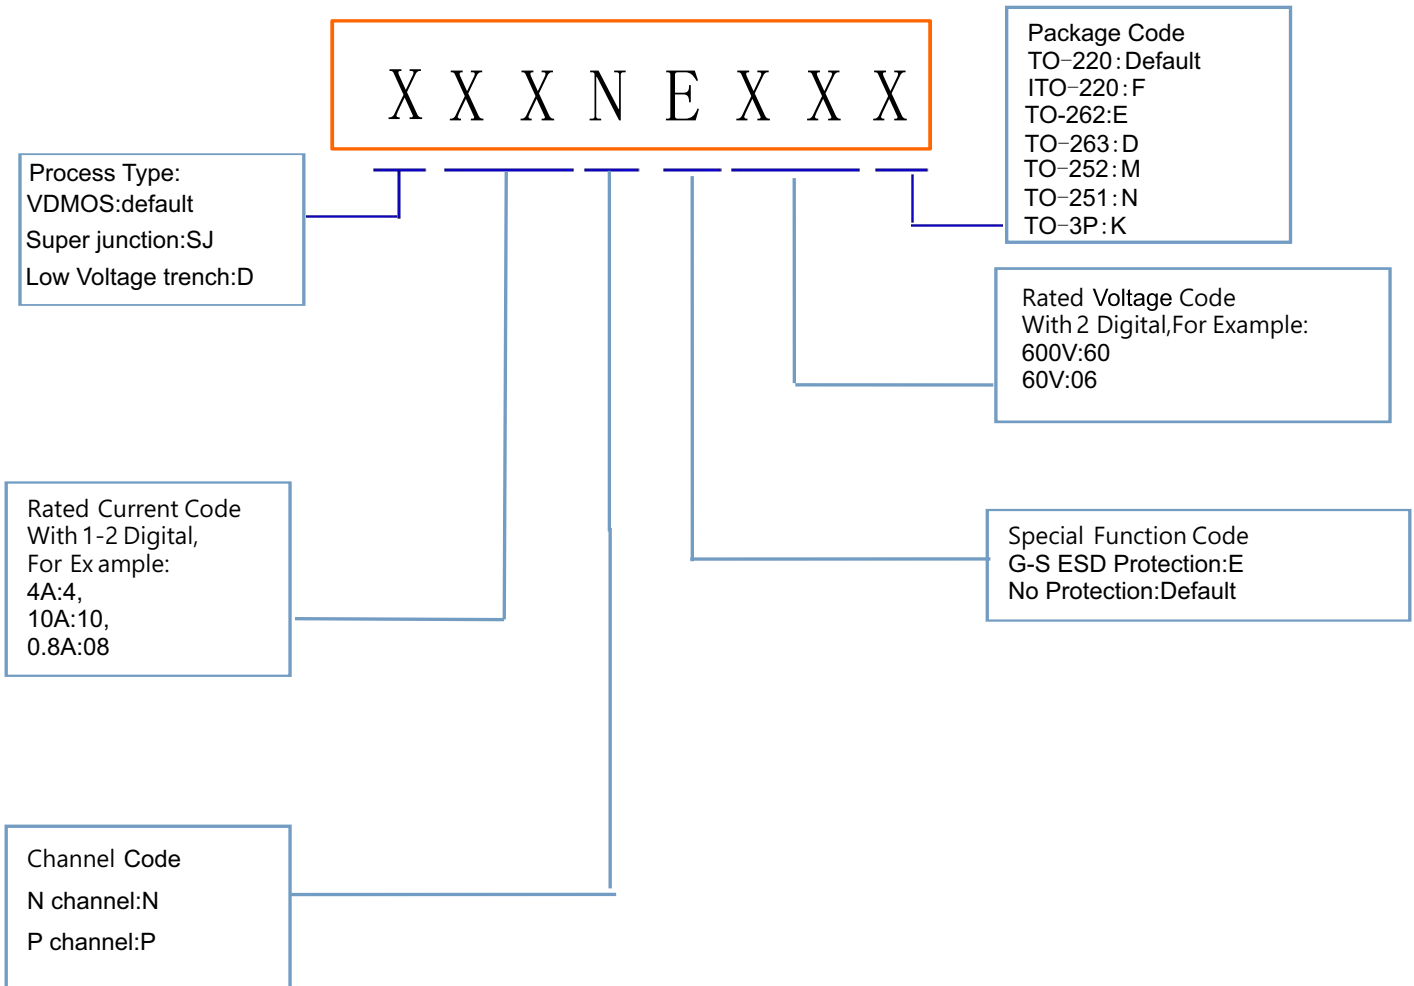 X X X N E X X X
Package Code
TO-220:Default
ITO-220:F
TO-262:E
TO-263:D
TO-252:M
TO-251:N
TO-3P:K
Process Type:
VDMOS:default
Super junction:SJ
Low Voltage trench:D
Rated Voltage Code
With 2 Digital,For Example:
600V:60
60V:06
Rated Current Code
With 1-2 Digital,
For Ex ample:
4A:4,
10A:10,
0.8A:08
Special Function Code
G-S ESD Protection:E
No Protection:Default
Channel Code
N channel:N
P channel:P